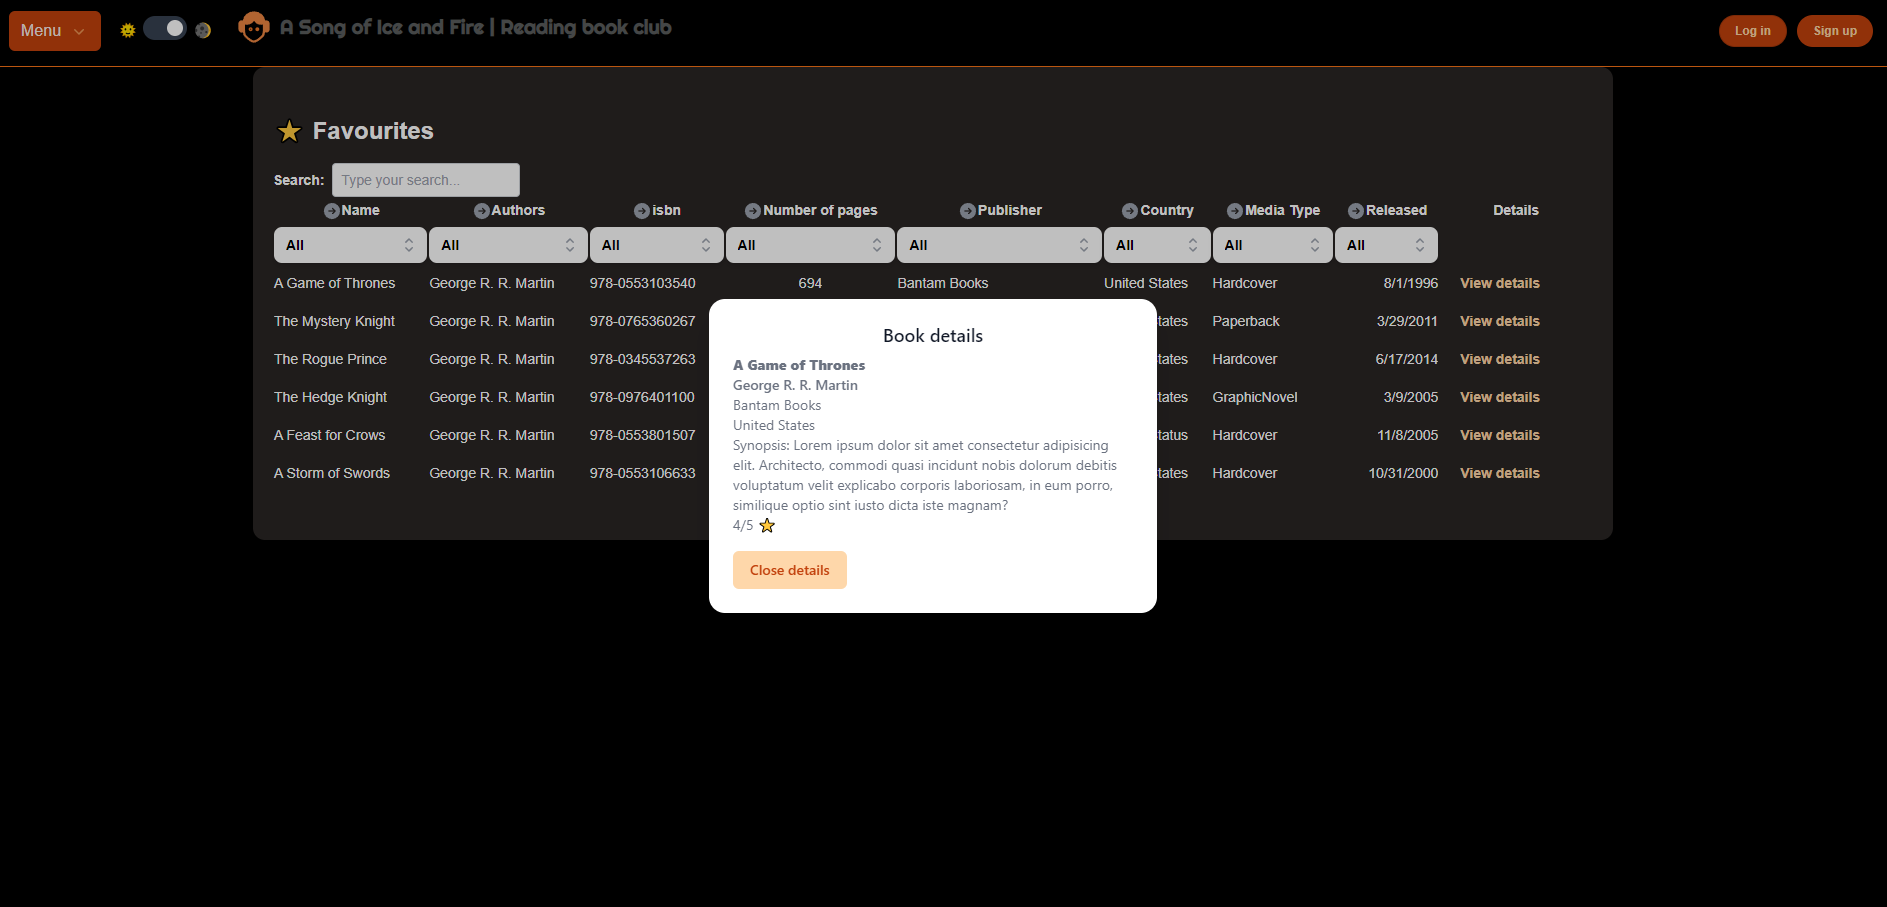 Menu
A Song of Ice and Fire | Reading book club
Log in
Sign up
Favourites
Search: Type your search...
Name Authors isbn Number of pages Publisher Country Media Type Released Details
All All All All All All All All
A Game of Thrones George R. R. Martin 978-0553103540 694 Bantam Books United States Hardcover 8/1/1996 View details
The Mystery Knight George R. R. Martin 978-0765360267 tates Paperback 3/29/2011 View details
The Rogue Prince George R. R. Martin 978-0345537263 tates Hardcover 6/17/2014 View details
The Hedge Knight George R. R. Martin 978-0976401100 tates GraphicNovel 3/9/2005 View details
A Feast for Crows George R. R. Martin 978-0553801507 tatus Hardcover 11/8/2005 View details
A Storm of Swords George R. R. Martin 978-0553106633 tates Hardcover 10/31/2000 View details
Book details
A Game of Thrones
George R. R. Martin
Bantam Books
United States
Synopsis: Lorem ipsum dolor sit amet consectetur adipisicing
elit. Architecto, commodi quasi incidunt nobis dolorum debitis
voluptatum velit explicabo corporis laboriosam, in eum porro,
similique optio sint iusto dicta iste magnam?
4/5
Close details